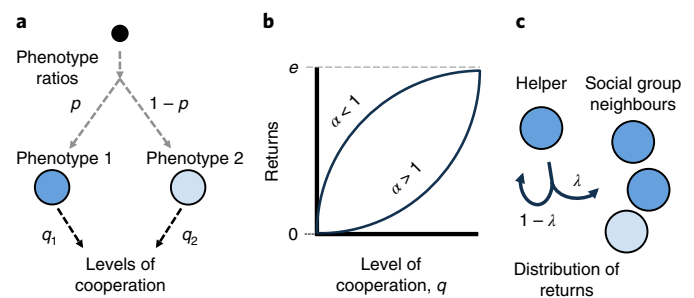 a
Phenotype
ratios
p
1 – p
Phenotype 1
Phenotype 2
q1
q2
Levels of
cooperation
b
e
α < 1
α > 1
Returns
0
Level of
cooperation, q
c
Helper
Social group
neighbours
λ
1 – λ
Distribution of
returns